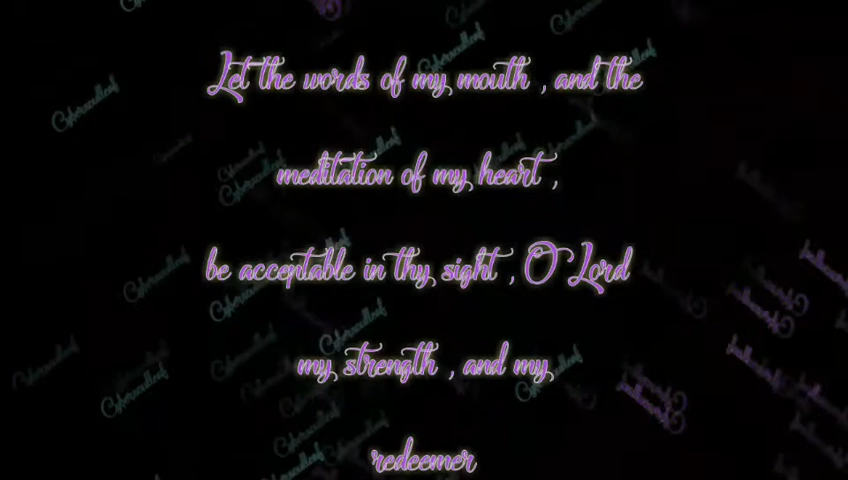 Let the words of my mouth , and the
meditation of my heart ,
be acceptable in thy sight , O Lord
my strength , and my
redeemer